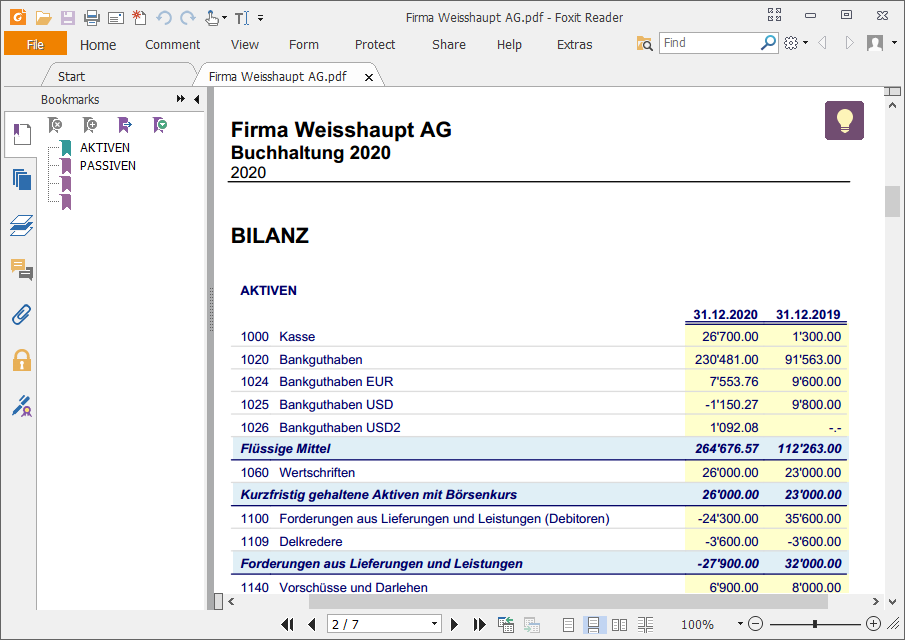 Firma Weisshaupt AG.pdf - Foxit Reader
File Home Comment View Form Protect Share Help Extras Find
Start Firma Weisshaupt AG.pdf
Bookmarks
AKTIVEN
PASSIVEN
Firma Weisshaupt AG
Buchhaltung 2020
2020
BILANZ
AKTIVEN
31.12.2020 31.12.2019
1000 Kasse 26'700.00 1'300.00
1020 Bankguthaben 230'481.00 91'563.00
1024 Bankguthaben EUR 7'553.76 9'600.00
1025 Bankguthaben USD -1'150.27 9'800.00
1026 Bankguthaben USD2 1'092.08 -.-
Flüssige Mittel 264'676.57 112'263.00
1060 Wertschriften 26'000.00 23'000.00
Kurzfristig gehaltene Aktiven mit Börsenkurs 26'000.00 23'000.00
1100 Forderungen aus Lieferungen und Leistungen (Debitoren) -24'300.00 35'600.00
1109 Delkredere -3'600.00 -3'600.00
Forderungen aus Lieferungen und Leistungen -27'900.00 32'000.00
1140 Vorschüsse und Darlehen 6'900.00 8'000.00
2 / 7 100%